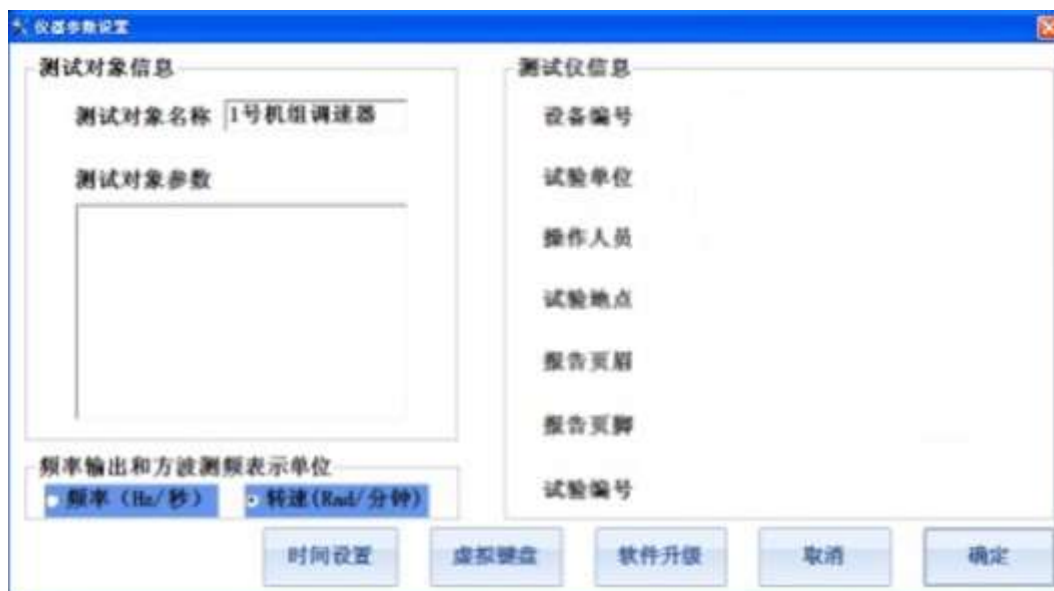 仪器参数设置
测试对象信息
测试对象名称 1号机组调速器
测试对象参数
频率输出和方波测频表示单位
频率（Hz/秒） 转速(Rad/分钟)
测试仪信息
设备编号
试验单位
操作人员
试验地点
报告页眉
报告页脚
试验编号
时间设置 虚拟键盘 软件升级 取消 确定